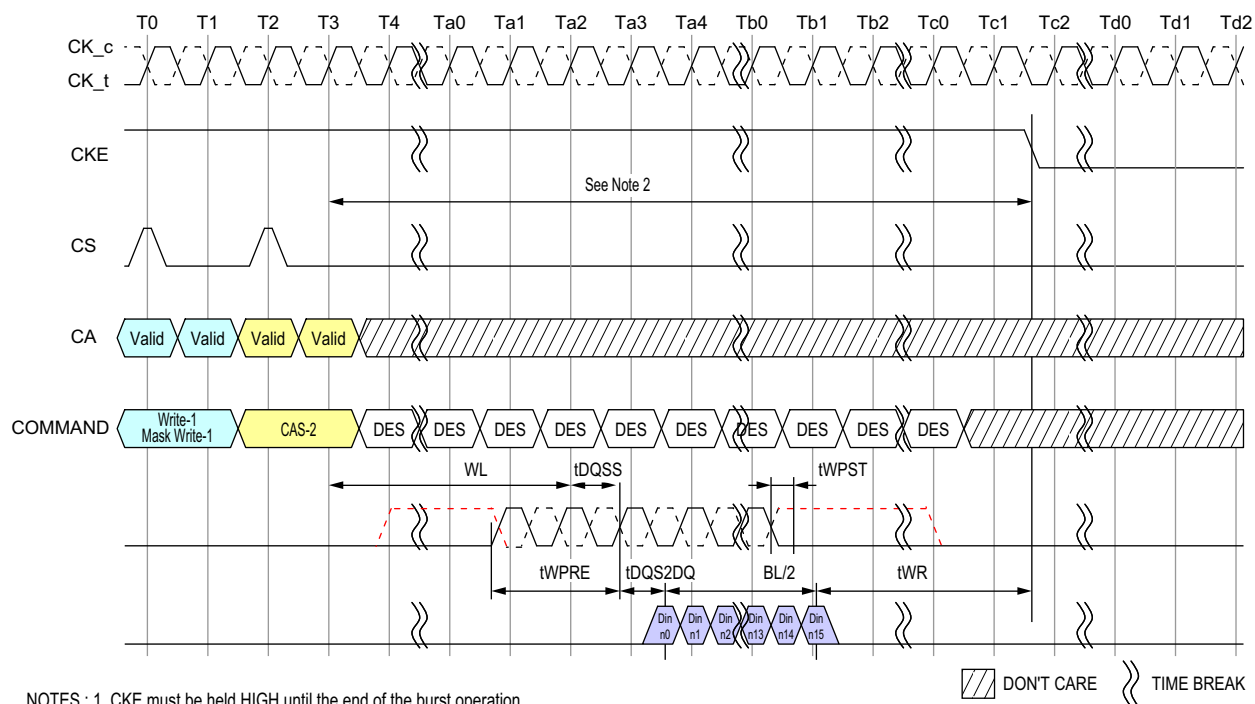 T0 T1 T2 T3 T4 Ta0 Ta1 Ta2 Ta3 Ta4 Tb0 Tb1 Tb2 Tc0 Tc1 Tc2 Td0 Td1 Td2
CK_c
CK_t
CKE
See Note 2
CS
CA Valid Valid Valid Valid
COMMAND Write-1 Mask Write-1 CAS-2 DES DES DES DES DES DES DES DES DES DES
WL tDQSS tWPST
tWPRE tDQS2DQ BL/2 tWR
Din Din Din Din Din Din
n0 n1 n2 n13 n14 n15
DON'T CARE TIME BREAK
NOTES : 1. CKE must be held HIGH until the end of the burst operation